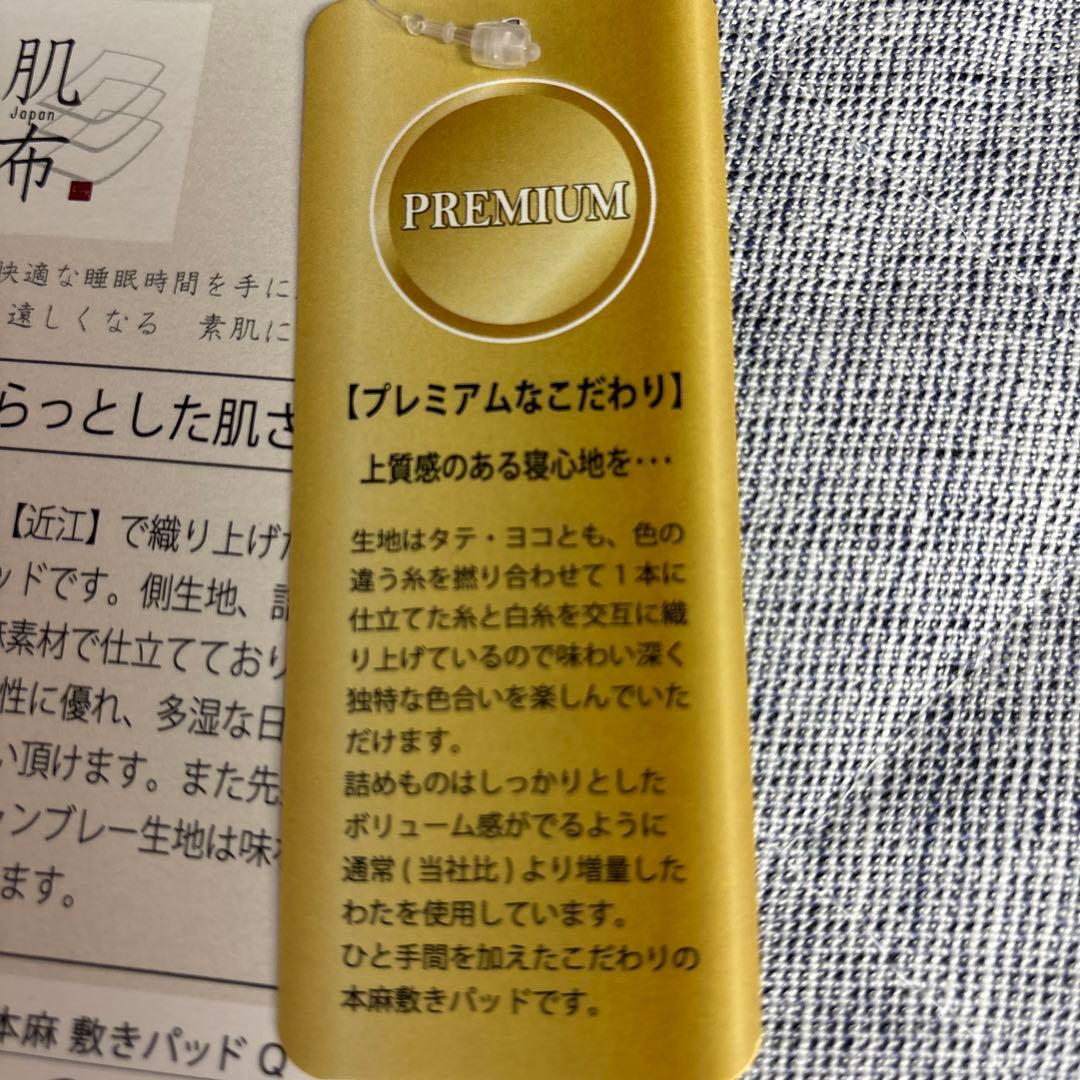 肌
Japan
布
快適な睡眠時間を手に
遠しくなる 素肌に
らっとした肌さ
【近江】で織り上げた
ッドです。側生地、詰
麻素材で仕立てており
性に優れ、多湿な日
い頂けます。また先
ャンブレー生地は味わ
ます。
本麻 敷きパッド Q
PREMIUM
【プレミアムなこだわり】
上質感のある寝心地を・・・
生地はタテ・ヨコとも、色の
違う糸を撚り合わせて1本に
仕立てた糸と白糸を交互に織
り上げているので味わい深く
独特な色合いを楽しんでいた
だけます。
詰めものはしっかりとした
ボリューム感がでるように
通常(当社比)より増量した
わたを使用しています。
ひと手間を加えたこだわりの
本麻敷きパッドです。